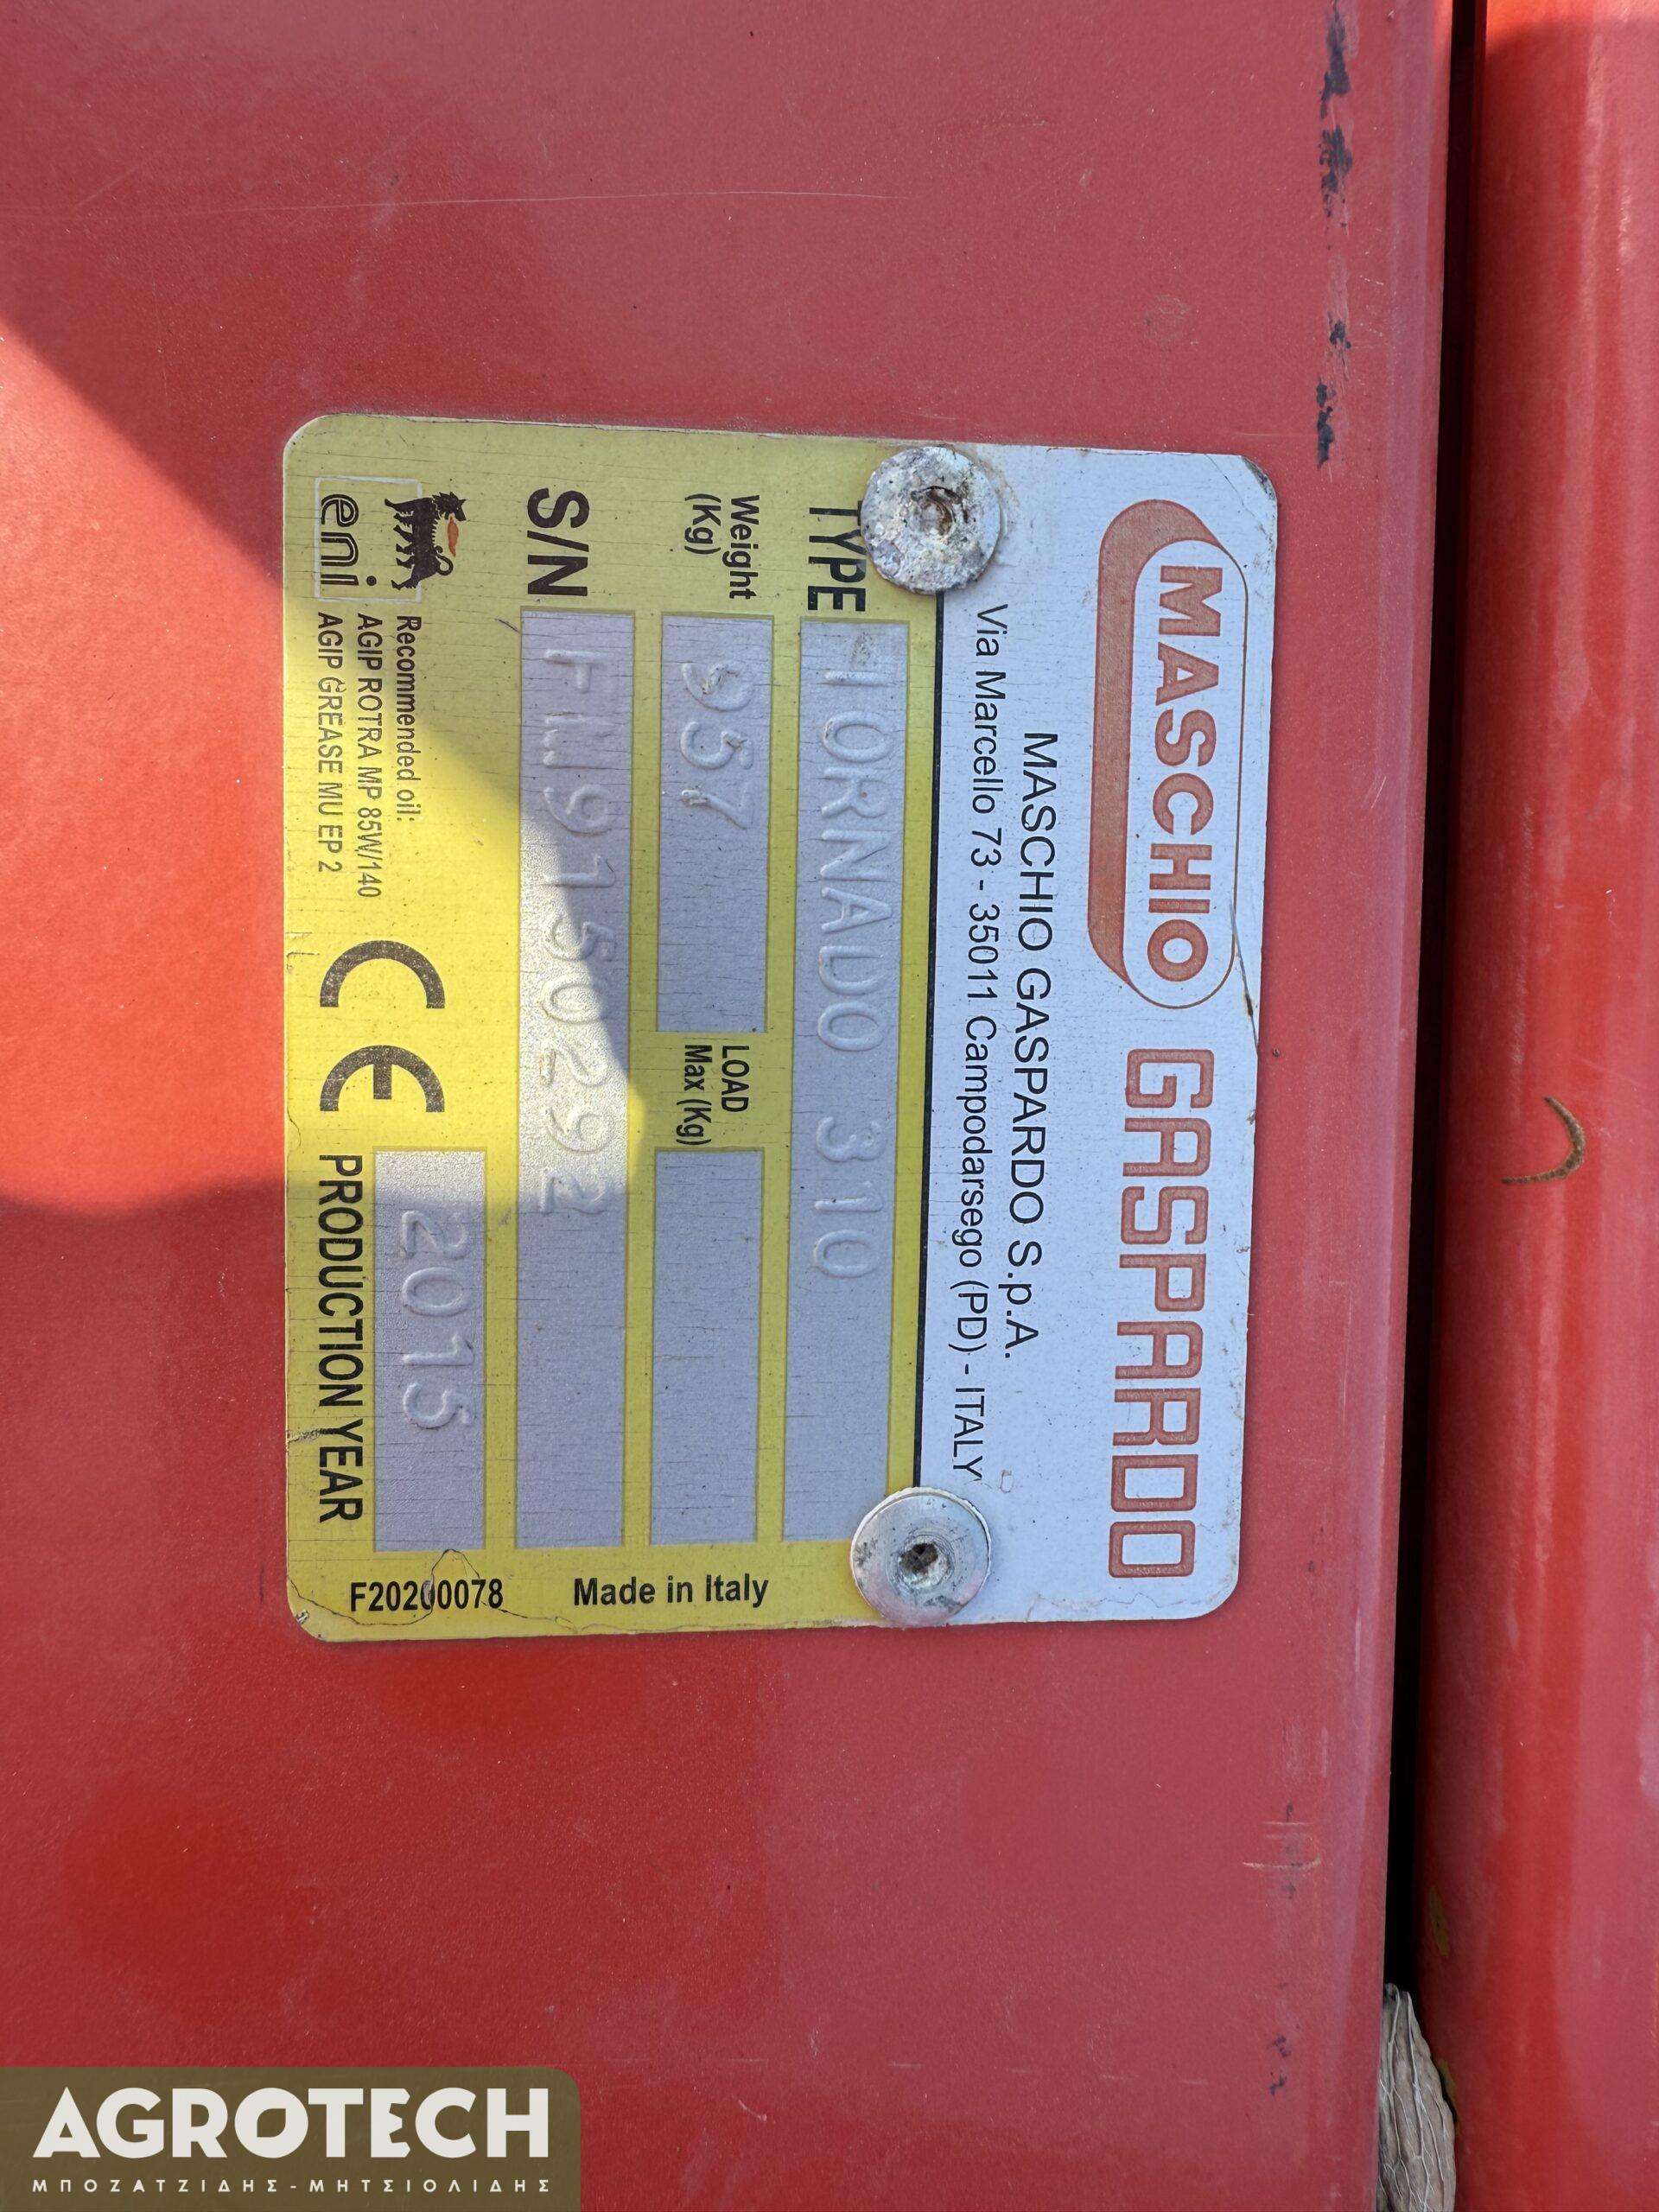 MASCHIO GASPARDO
MASCHIO GASPARDO S.p.A.
Via Marcello 73 - 35011 Campodarsego (PD) - ITALY
TYPE TORNADO 310
Weight (Kg) 957 LOAD Max (Kg)
S/N FM9150292
eni
Recommended oil:
AGIP ROTRA MP 85W/140
AGIP GREASE MU EP 2
CE
2015
PRODUCTION YEAR
Made in Italy
F20200078
AGROTECH
ΜΠΟΖΑΤΖΙΔΗΣ-ΜΗΤΣΙΟΛΙΔΗΣ